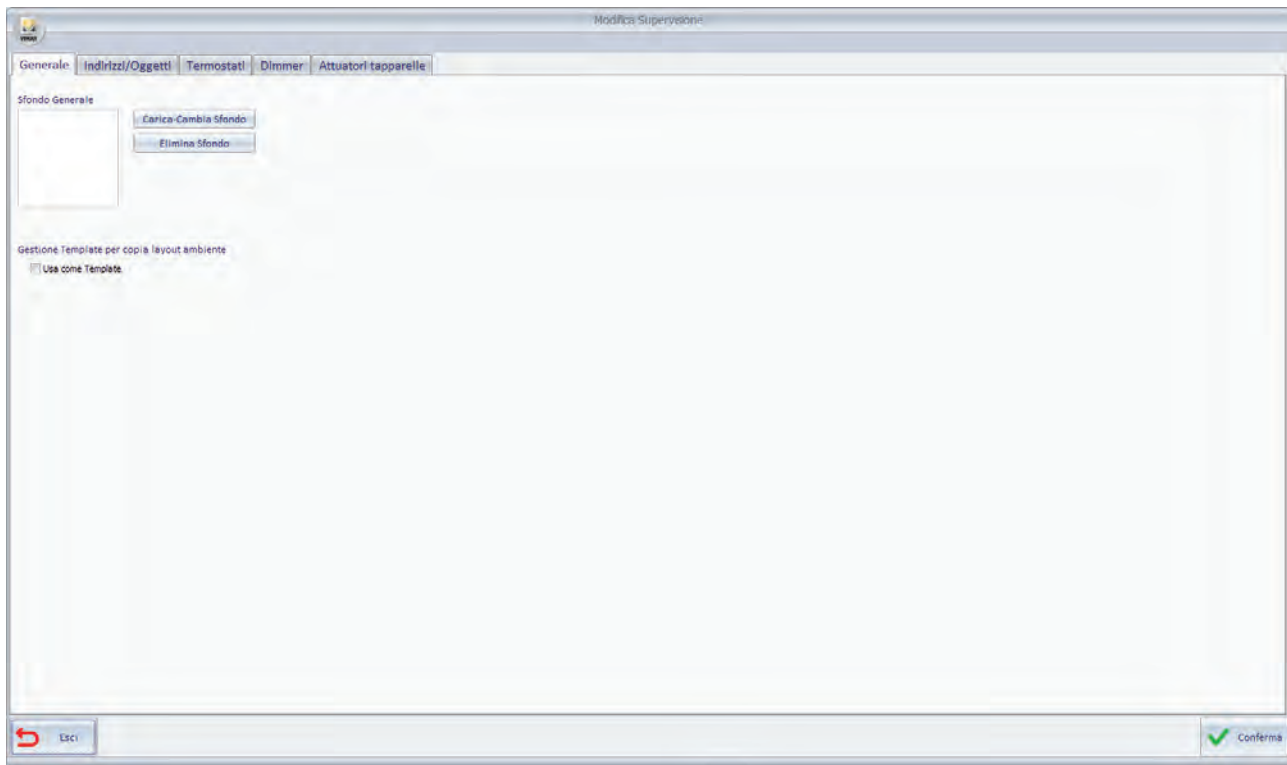 Modifica Supervisione
VIMAR
Generale Indirizzi/Oggetti Termostati Dimmer Attuatori tapparelle
Sfondo Generale
Carica-Cambia Sfondo
Elimina Sfondo
Gestione Template per copia layout ambiente
Usa come Template
Esci
Conferma